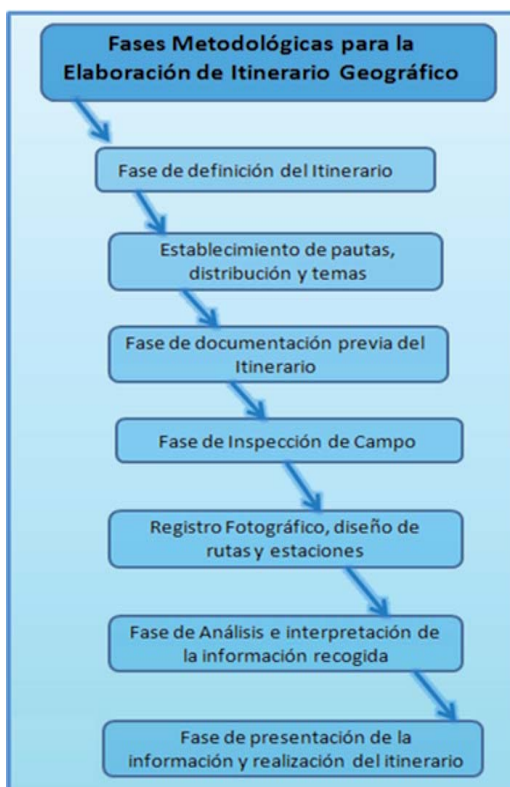 Fases Metodológicas para la
Elaboración de Itinerario Geográfico
Fase de definición del Itinerario
Establecimiento de pautas,
distribución y temas
Fase de documentación previa del
Itinerario
Fase de Inspección de Campo
Registro Fotográfico, diseño de
rutas y estaciones
Fase de Análisis e interpretación de
la información recogida
Fase de presentación de la
información y realización del itinerario